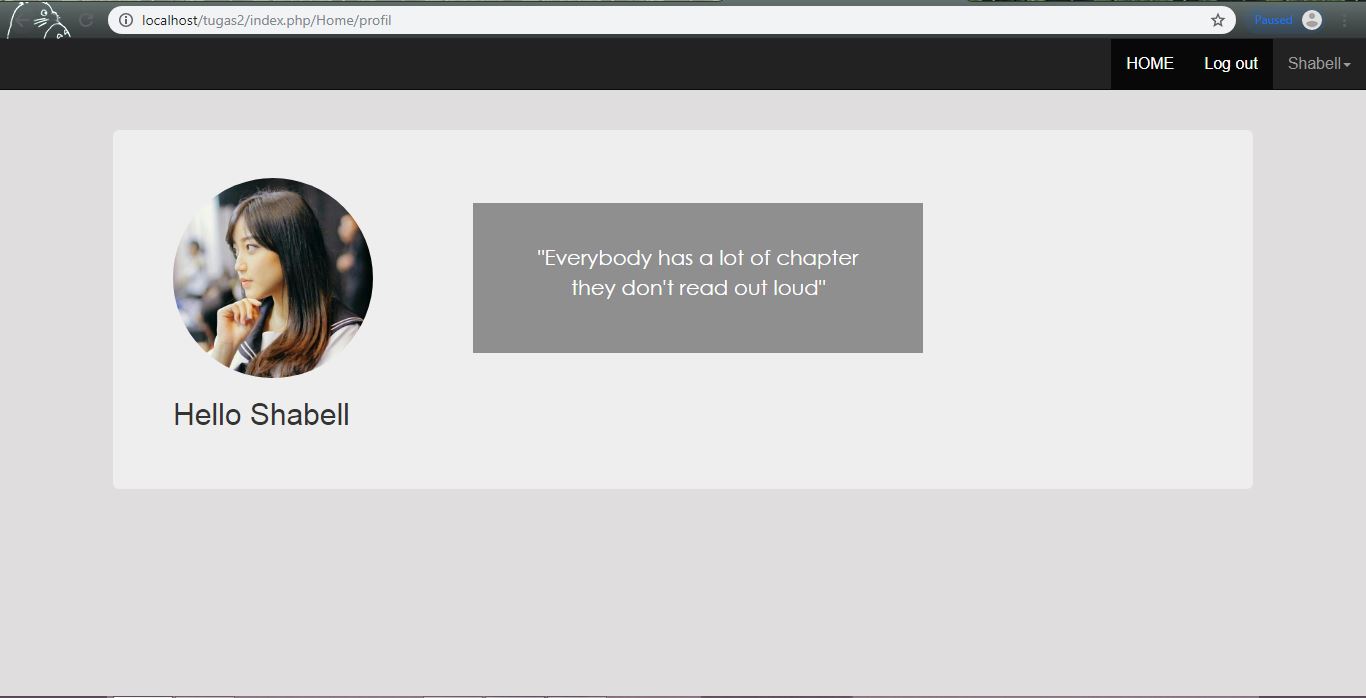 localhost/tugas2/index.php/Home/profil
Paused
HOME
Log out
Shabell
"Everybody has a lot of chapter
they don't read out loud"
Hello Shabell